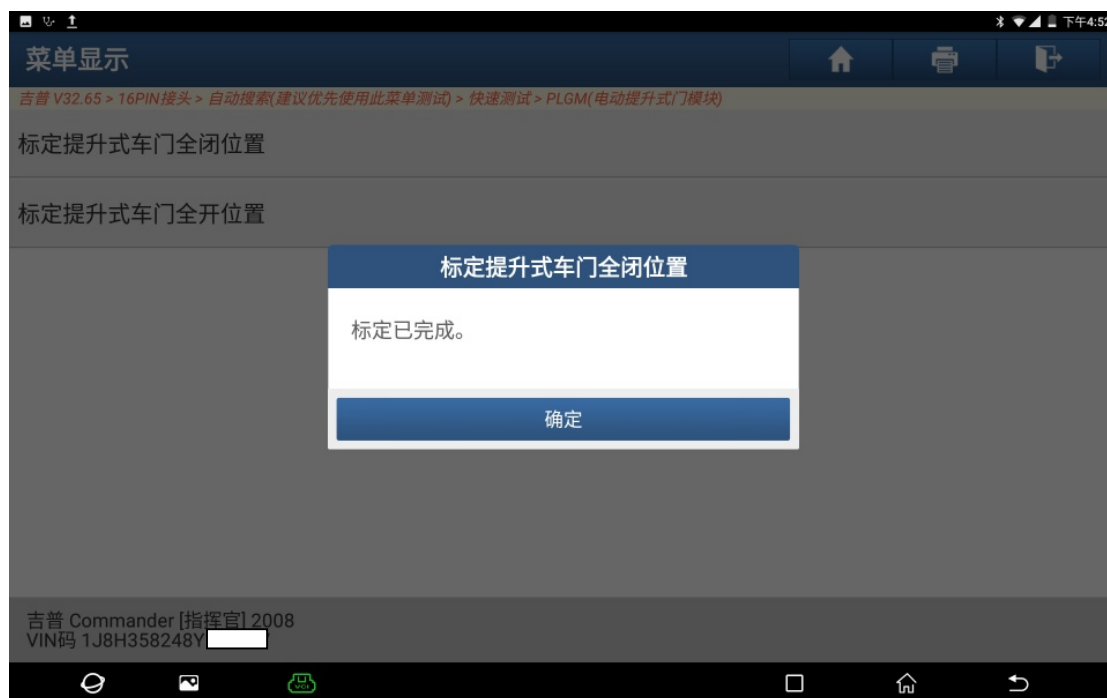 下午4:52
菜单显示
吉普 V32.65 > 16PIN接头 > 自动搜索(建议优先使用此菜单测试) > 快速测试 > PLGM(电动提升式门模块)
标定提升式车门全闭位置
标定提升式车门全开位置
标定提升式车门全闭位置
标定已完成。
确定
吉普 Commander [指挥官] 2008
VIN码 1J8H358248Y